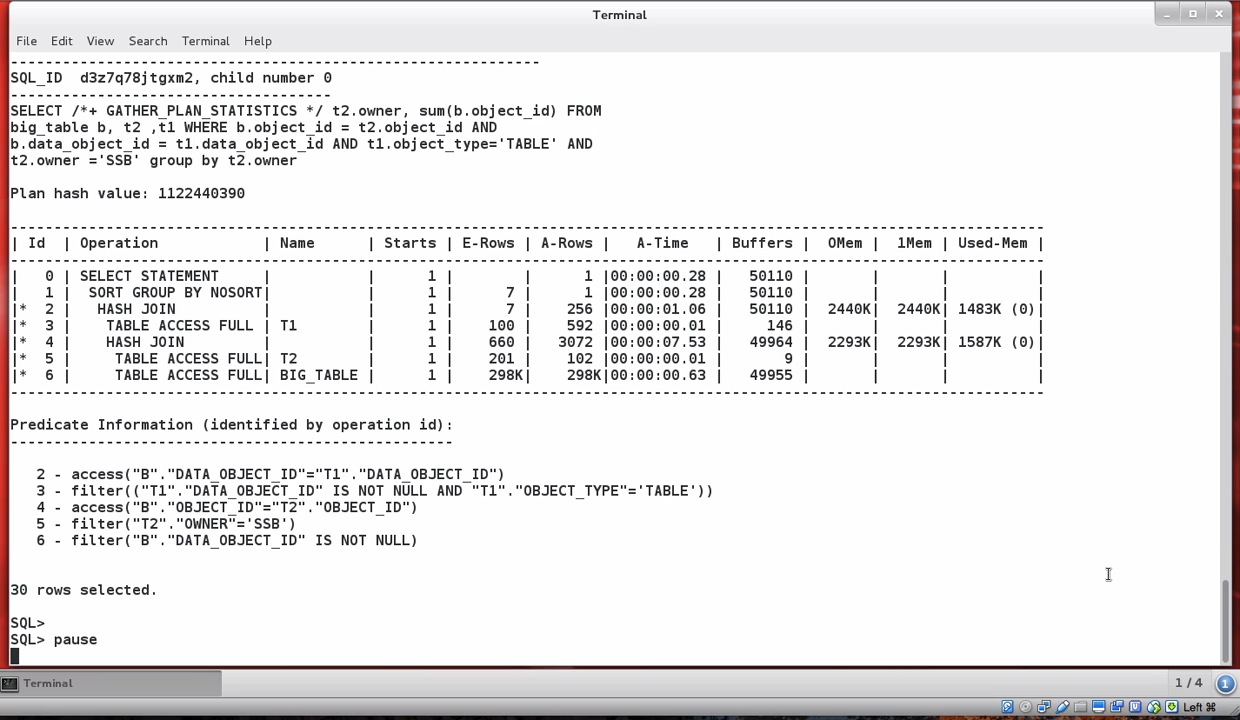 Terminal
File Edit View Search Terminal Help
-------------------------------------------------------------
SQL_ID  d3z7q78jtgxm2, child number 0
-------------------------------------
SELECT /*+ GATHER_PLAN_STATISTICS */ t2.owner, sum(b.object_id) FROM
big_table b, t2 ,t1 WHERE b.object_id = t2.object_id AND
b.data_object_id = t1.data_object_id AND t1.object_type='TABLE' AND
t2.owner ='SSB' group by t2.owner
Plan hash value: 1122440390
-----------------------------------------------------------------------------------------------------------------------
| Id  | Operation             | Name      | Starts | E-Rows | A-Rows |   A-Time   | Buffers |  OMem |  1Mem | Used-Mem |
-----------------------------------------------------------------------------------------------------------------------
|   0 | SELECT STATEMENT      |           |      1 |        |      1 |00:00:00.28 |   50110 |       |       |          |
|   1 |  SORT GROUP BY NOSORT|           |      1 |      7 |      1 |00:00:00.28 |   50110 |       |       |          |
|*  2 |   HASH JOIN           |           |      1 |      7 |    256 |00:00:01.06 |   50110 |  2440K|  2440K| 1483K (0)|
|*  3 |    TABLE ACCESS FULL  | T1        |      1 |    100 |    592 |00:00:00.01 |     146 |       |       |          |
|*  4 |    HASH JOIN          |           |      1 |    660 |   3072 |00:00:07.53 |   49964 |  2293K|  2293K| 1587K (0)|
|*  5 |     TABLE ACCESS FULL| T2        |      1 |    201 |    102 |00:00:00.01 |       9 |       |       |          |
|*  6 |     TABLE ACCESS FULL| BIG_TABLE |      1 |    298K|    298K|00:00:00.63 |   49955 |       |       |          |
-----------------------------------------------------------------------------------------------------------------------
Predicate Information (identified by operation id):
---------------------------------------------------
2 - access("B"."DATA_OBJECT_ID"="T1"."DATA_OBJECT_ID")
3 - filter(("T1"."DATA_OBJECT_ID" IS NOT NULL AND "T1"."OBJECT_TYPE"='TABLE'))
4 - access("B"."OBJECT_ID"="T2"."OBJECT_ID")
5 - filter("T2"."OWNER"='SSB')
6 - filter("B"."DATA_OBJECT_ID" IS NOT NULL)
30 rows selected.
SQL>
SQL> pause
Terminal
1 / 4
1
Left ⌘